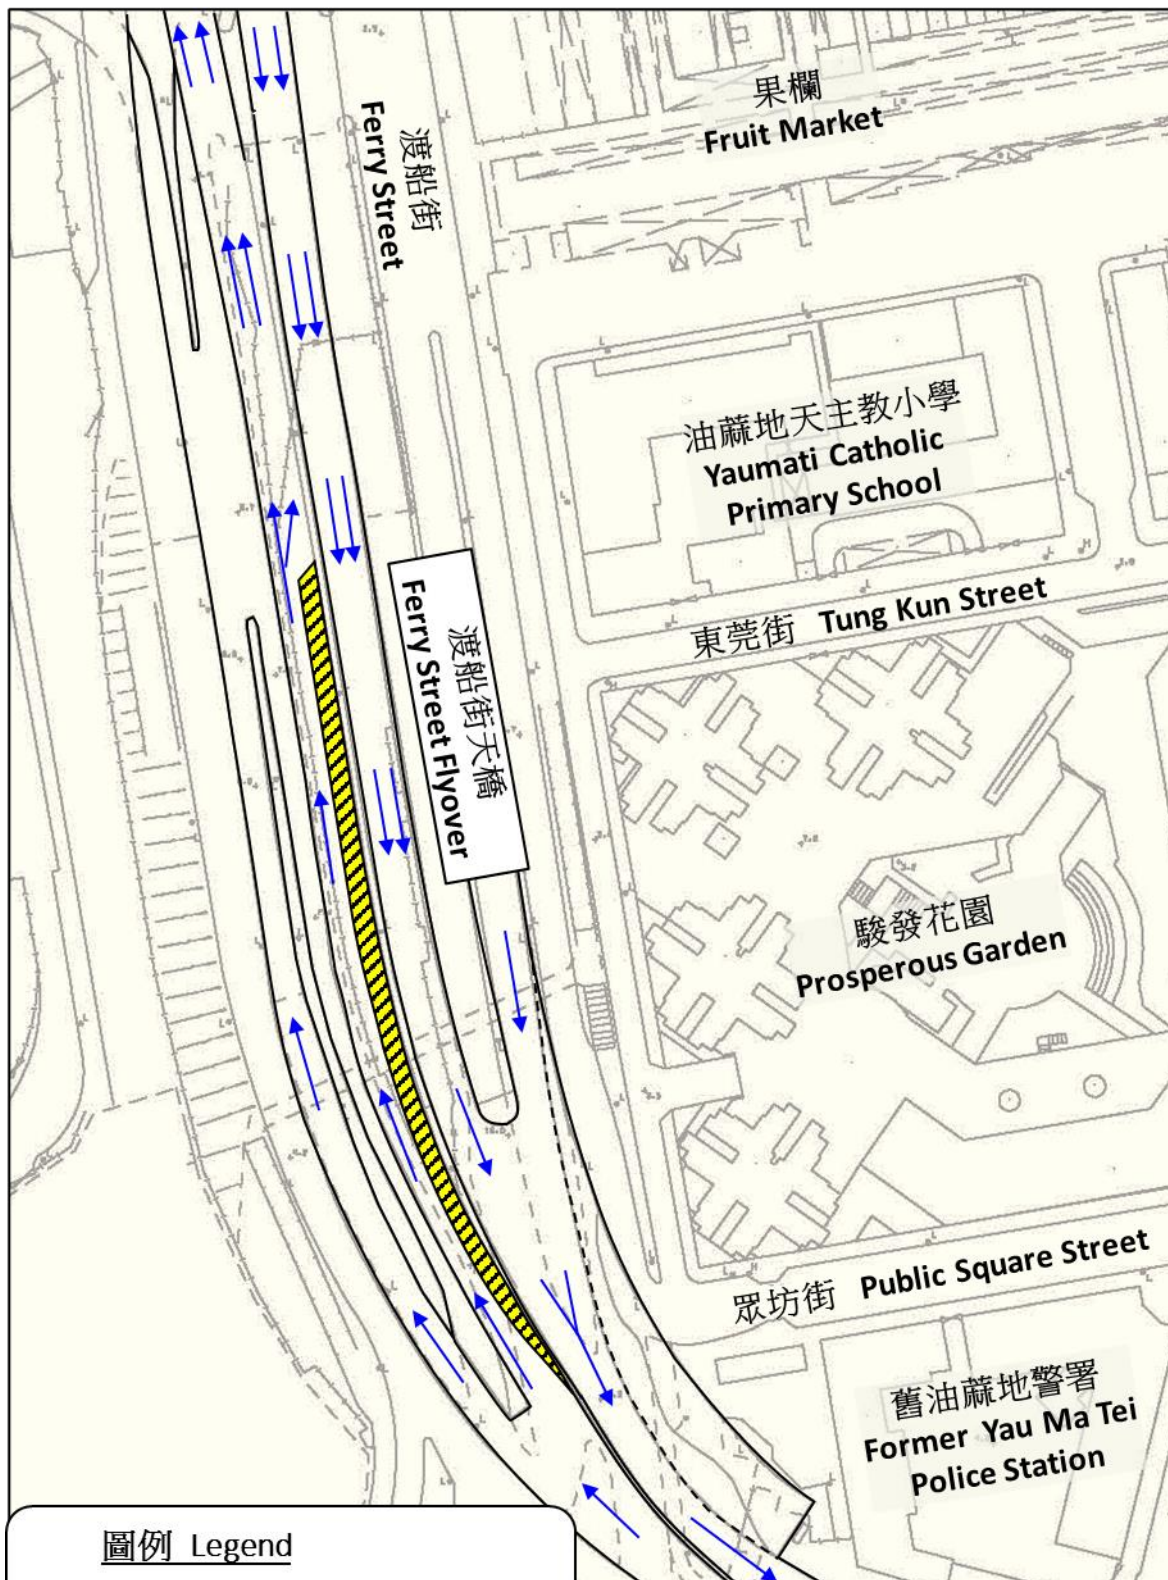 果欄
Fruit Market
渡船街
Ferry Street
油蔴地天主教小學
Yaumati Catholic
Primary School
東莞街 Tung Kun Street
渡船街天橋
Ferry Street Flyover
駿發花園
Prosperous Garden
眾坊街 Public Square Street
舊油蔴地警署
Former Yau Ma Tei
Police Station
圖例 Legend